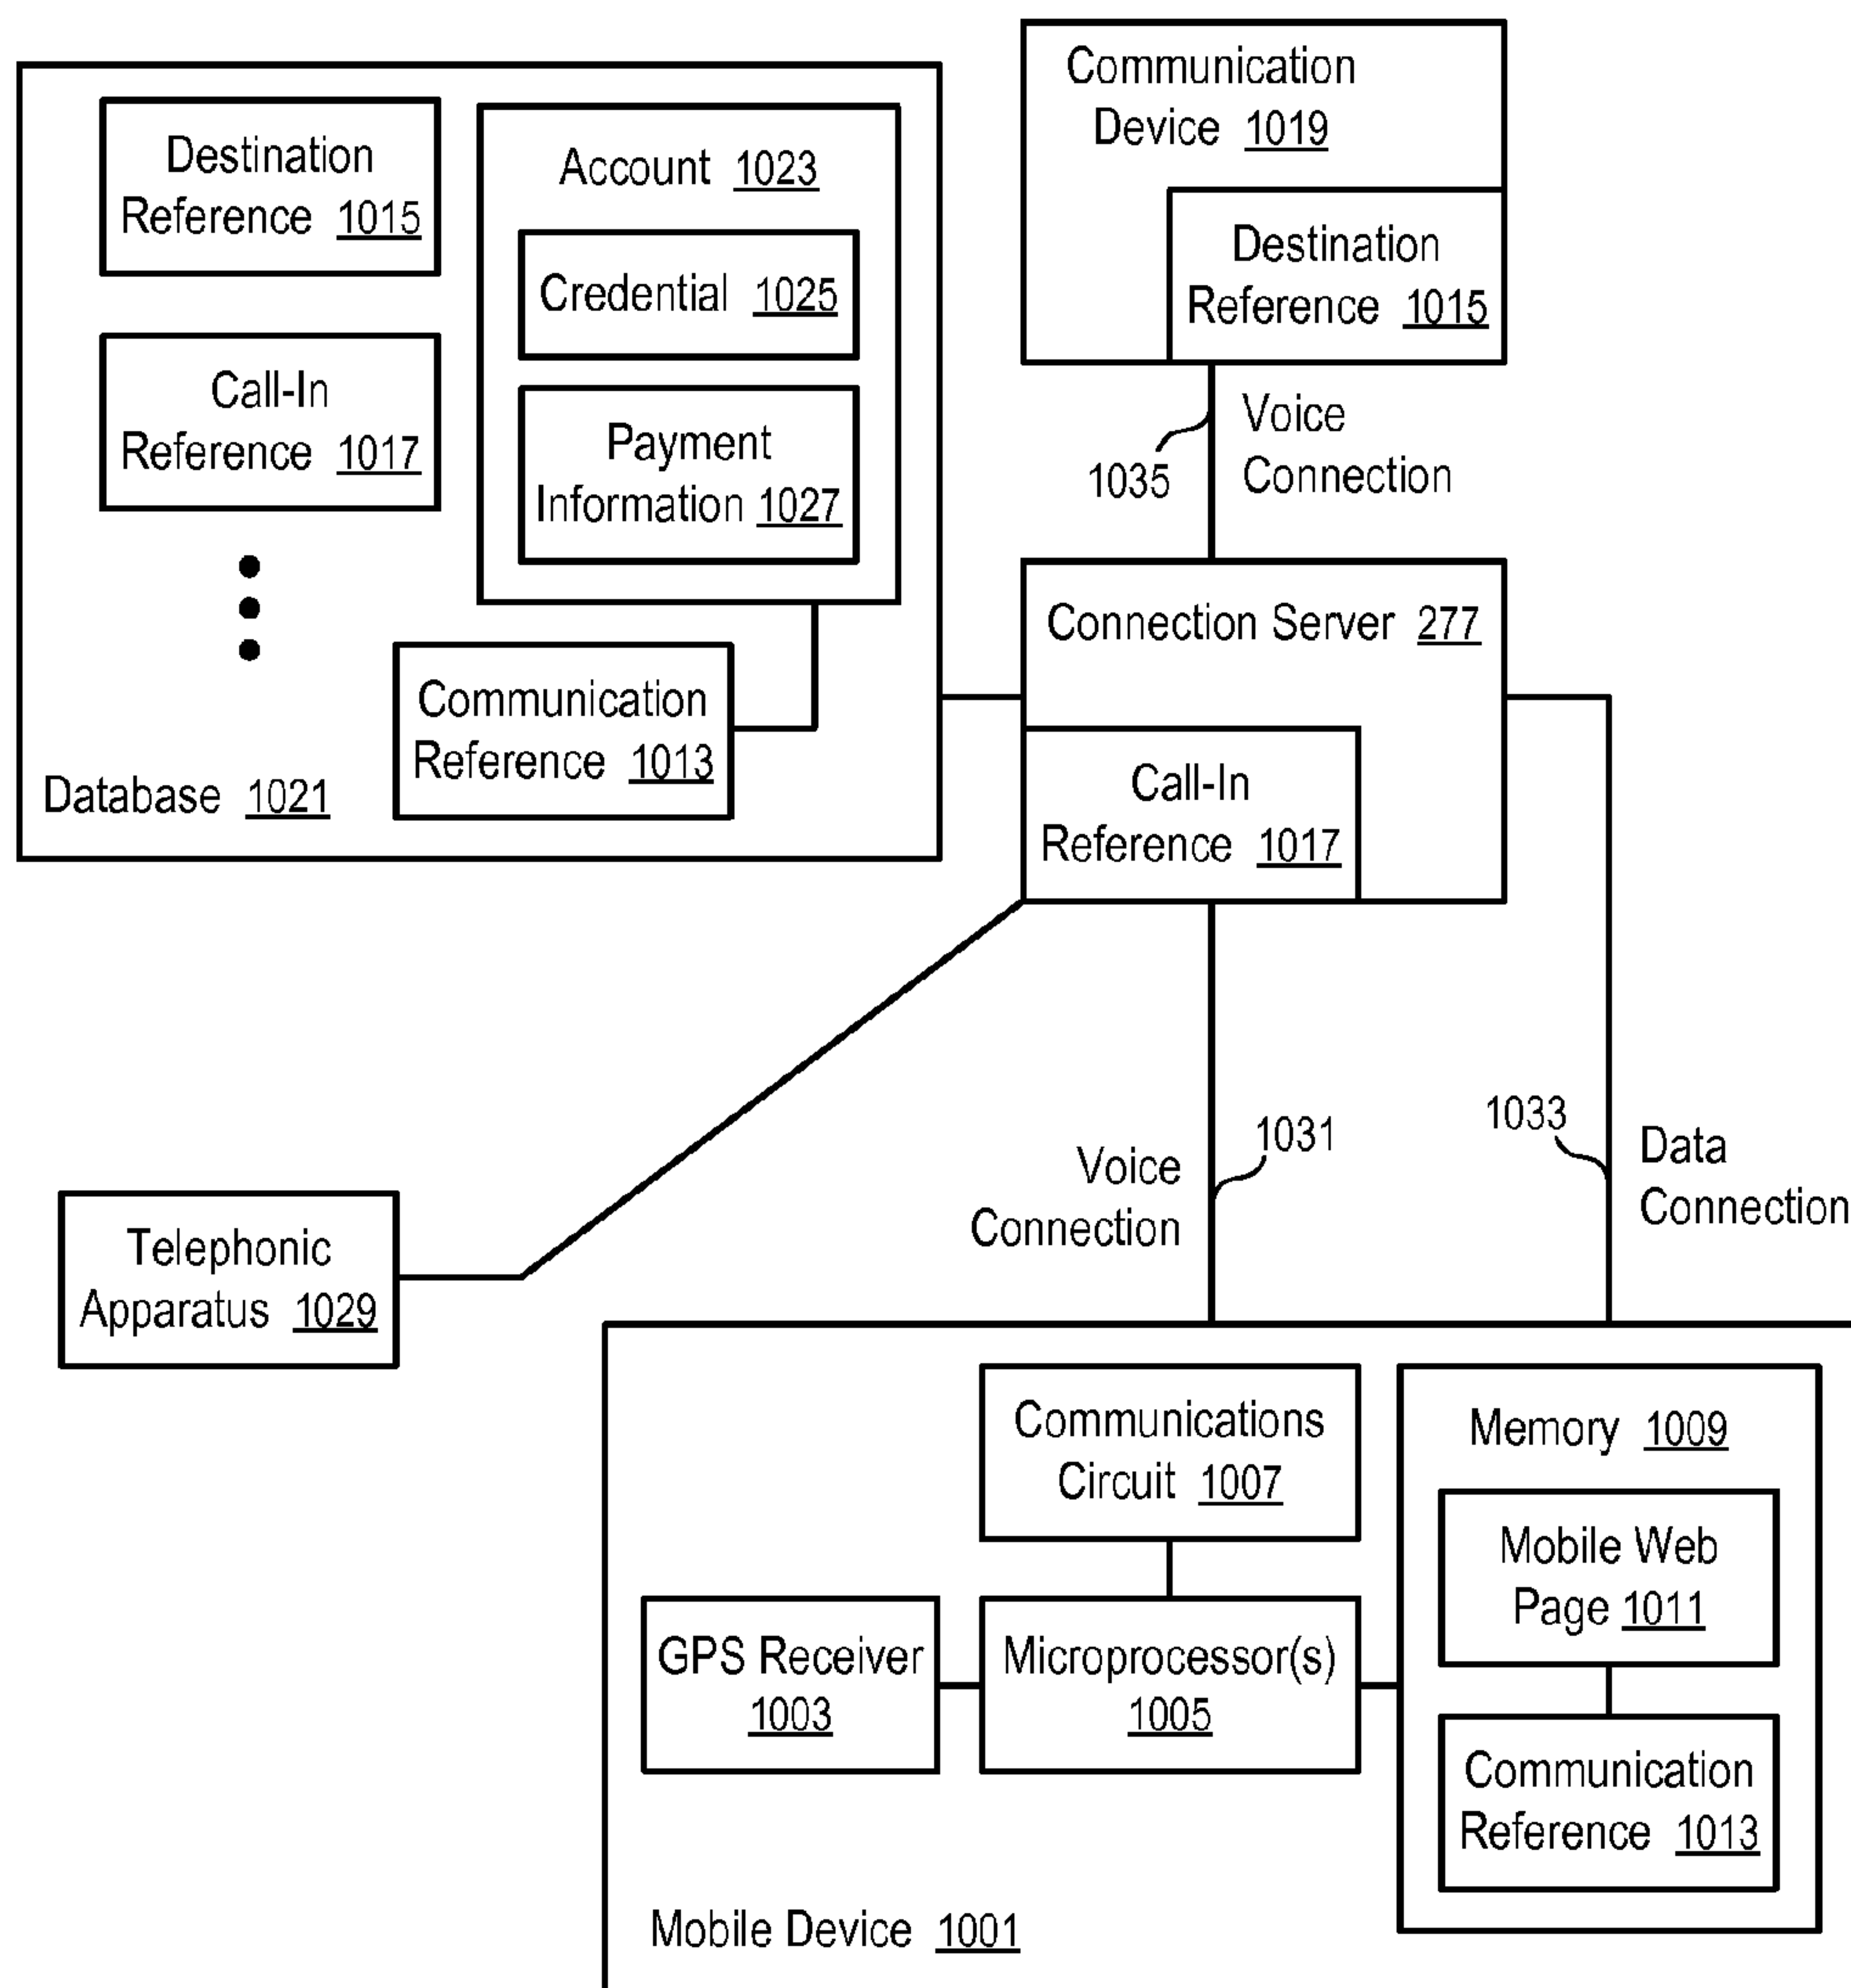 Communication
Device 1019
Destination
Reference 1015
Destination
Reference 1015
Account 1023
Credential 1025
Call-In
Reference 1017
Payment
Information 1027
1035
Voice
Connection
Connection Server 277
Communication
Reference 1013
Call-In
Reference 1017
Database 1021
1031
Voice
Connection
1033
Data
Connection
Telephonic
Apparatus 1029
Communications
Circuit 1007
Memory 1009
Mobile Web
Page 1011
GPS Receiver
1003
Microprocessor(s)
1005
Communication
Reference 1013
Mobile Device 1001